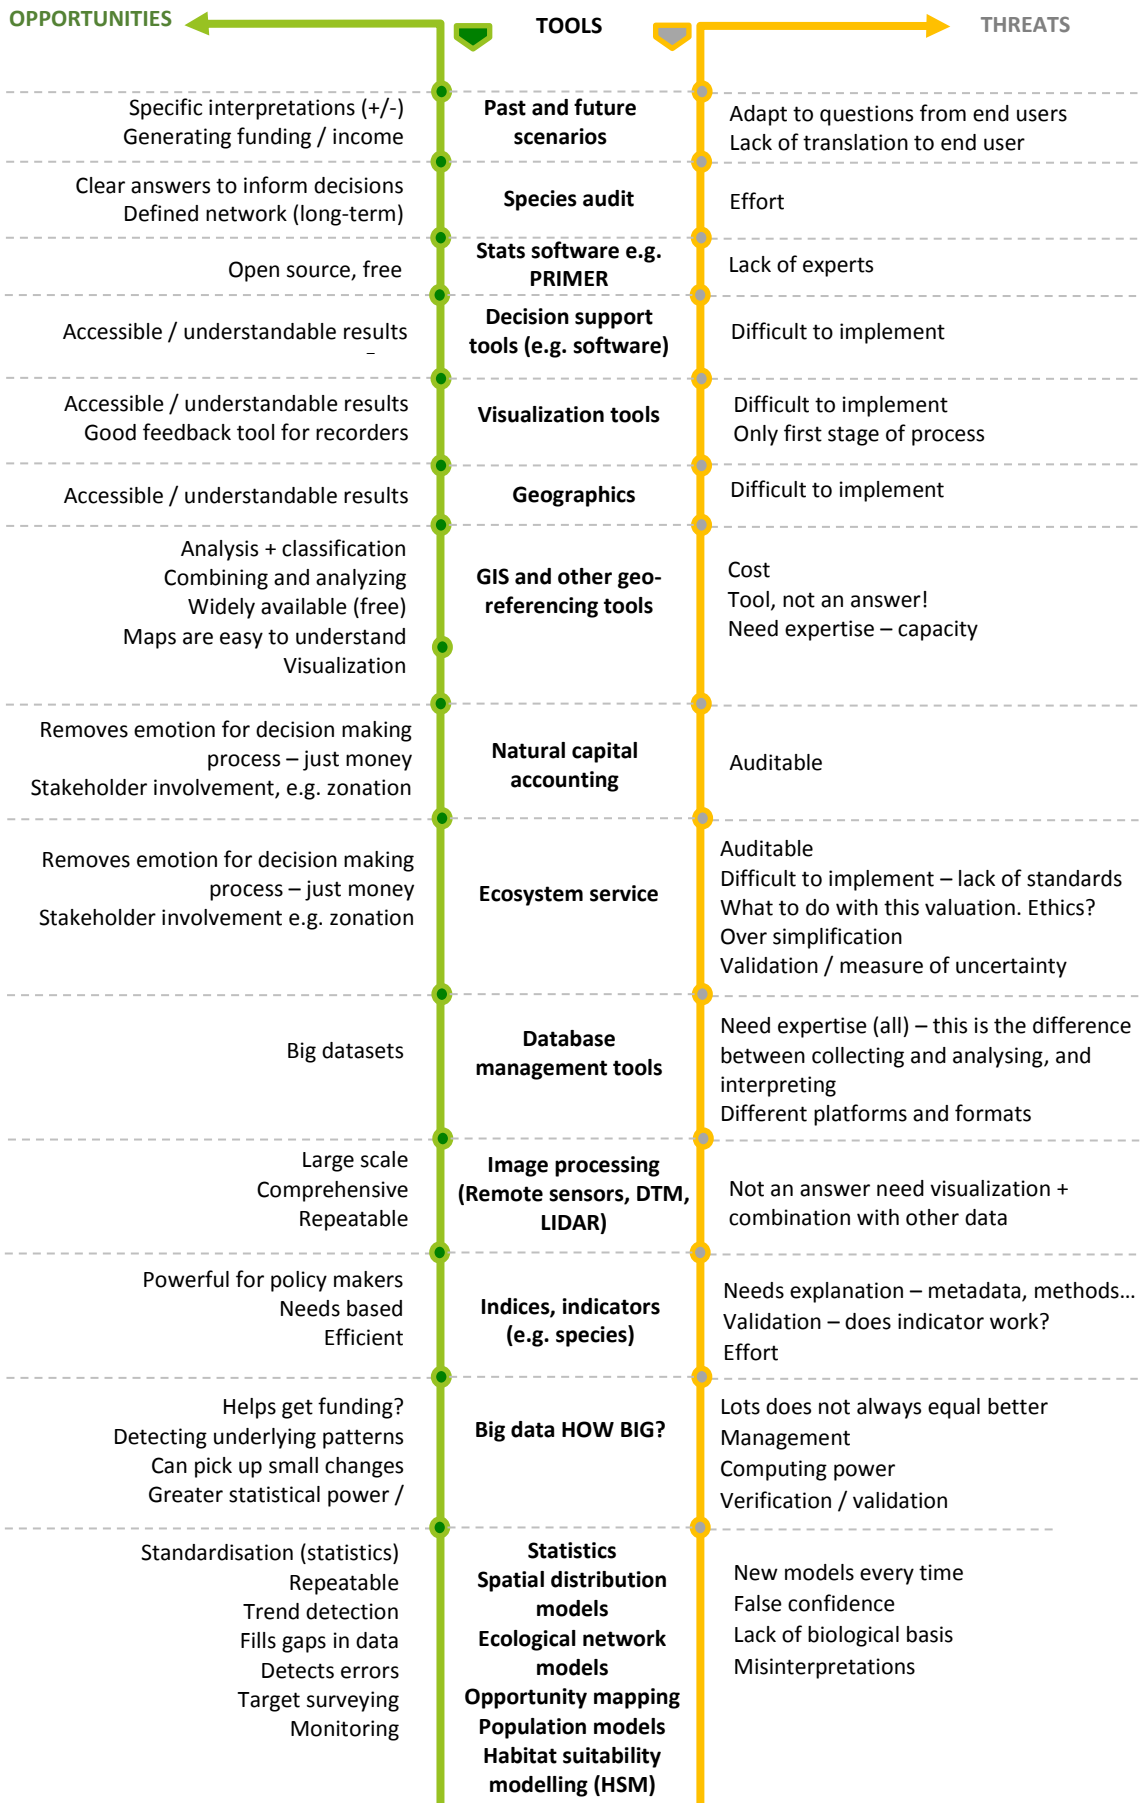 OPPORTUNITIES
TOOLS
THREATS
Specific interpretations (+/-)
Generating funding / income
Past and future
scenarios
Adapt to questions from end users
Lack of translation to end user
Clear answers to inform decisions
Defined network (long-term)
Species audit
Effort
Open source, free
Stats software e.g.
PRIMER
Lack of experts
Accessible / understandable results
Decision support
tools (e.g. software)
Difficult to implement
Accessible / understandable results
Good feedback tool for recorders
Visualization tools
Difficult to implement
Only first stage of process
Accessible / understandable results
Geographics
Difficult to implement
Analysis + classification
Combining and analyzing
Widely available (free)
Maps are easy to understand
Visualization
GIS and other geo-
referencing tools
Cost
Tool, not an answer!
Need expertise – capacity
Removes emotion for decision making
process – just money
Stakeholder involvement, e.g. zonation
Natural capital
accounting
Auditable
Removes emotion for decision making
process – just money
Stakeholder involvement e.g. zonation
Ecosystem service
Auditable
Difficult to implement – lack of standards
What to do with this valuation. Ethics?
Over simplification
Validation / measure of uncertainty
Big datasets
Database
management tools
Need expertise (all) – this is the difference
between collecting and analysing, and
interpreting
Different platforms and formats
Large scale
Comprehensive
Repeatable
Image processing
(Remote sensors, DTM,
LIDAR)
Not an answer need visualization +
combination with other data
Powerful for policy makers
Needs based
Efficient
Indices, indicators
(e.g. species)
Needs explanation – metadata, methods…
Validation – does indicator work?
Effort
Helps get funding?
Detecting underlying patterns
Can pick up small changes
Greater statistical power /
Big data HOW BIG?
Lots does not always equal better
Management
Computing power
Verification / validation
Standardisation (statistics)
Repeatable
Trend detection
Fills gaps in data
Detects errors
Target surveying
Monitoring
Statistics
Spatial distribution
models
Ecological network
models
Opportunity mapping
Population models
Habitat suitability
modelling (HSM)
New models every time
False confidence
Lack of biological basis
Misinterpretations